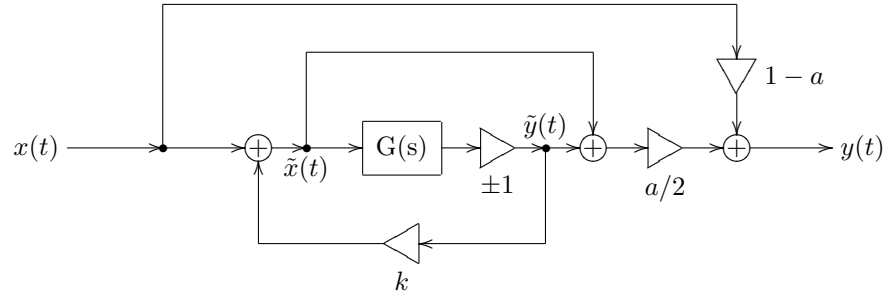 1 − a
x(t)
+
x̃(t)
G(s)
±1
ỹ(t)
+
a/2
+
y(t)
k